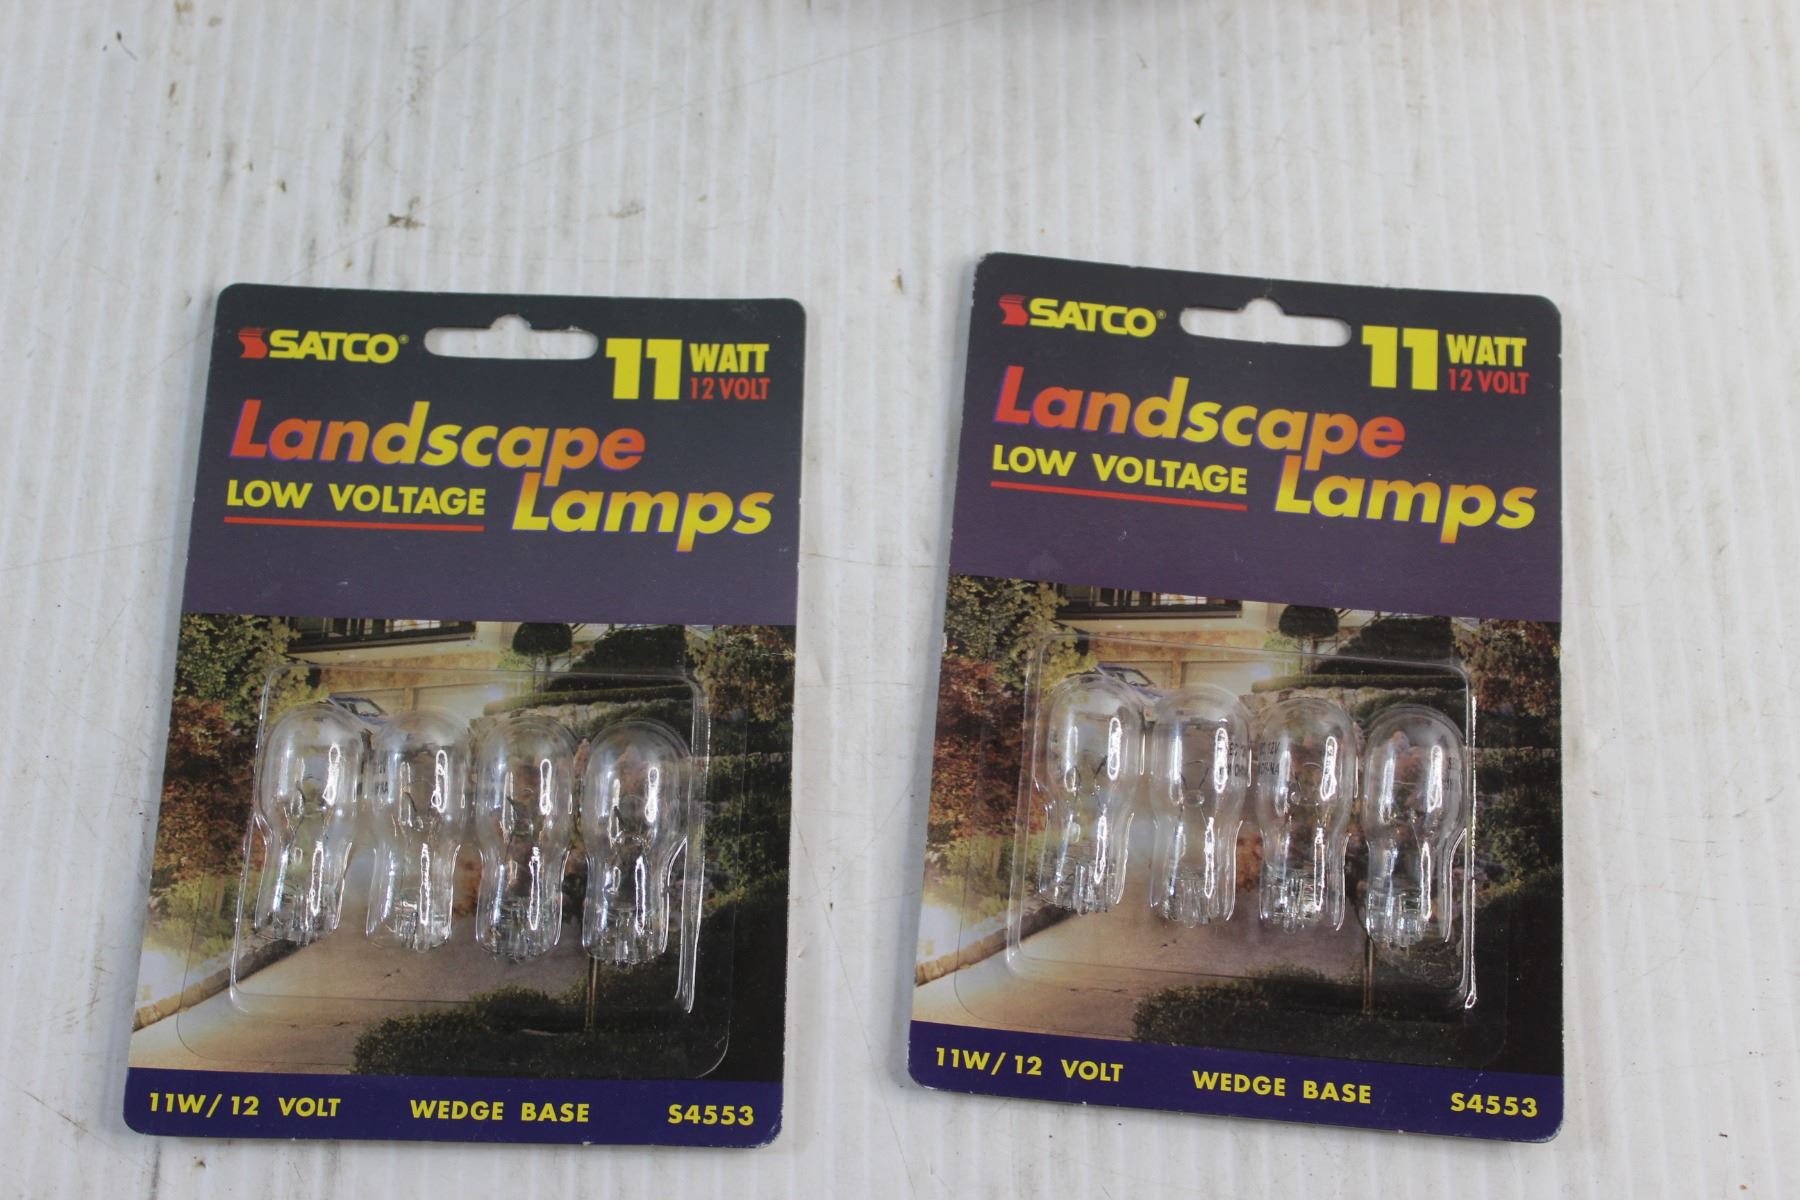 SATCO®
11 WATT
12 VOLT
Landscape
LOW VOLTAGE
Lamps
11W/12 VOLT WEDGE BASE S4553
SATCO®
11 WATT
12 VOLT
Landscape
LOW VOLTAGE
Lamps
12V
11W/12 VOLT WEDGE BASE S4553